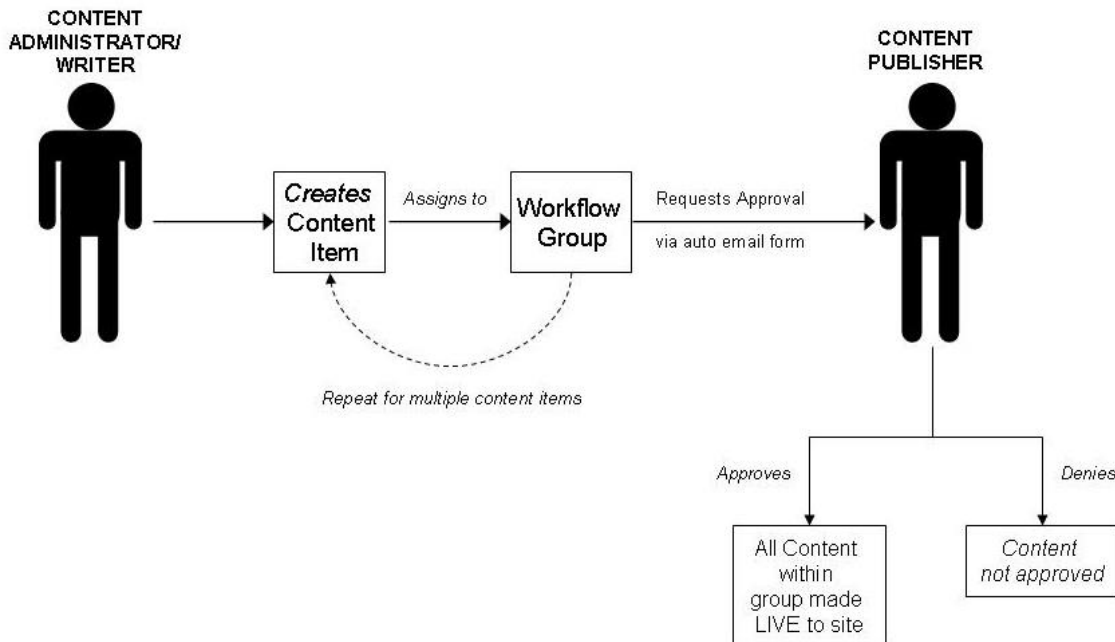 CONTENT
ADMINISTRATOR/
WRITER
CONTENT
PUBLISHER
Creates
Content
Item
Assigns to
Workflow
Group
Requests Approval
via auto email form
Repeat for multiple content items
Approves
Denies
All Content
within
group made
LIVE to site
Content
not approved